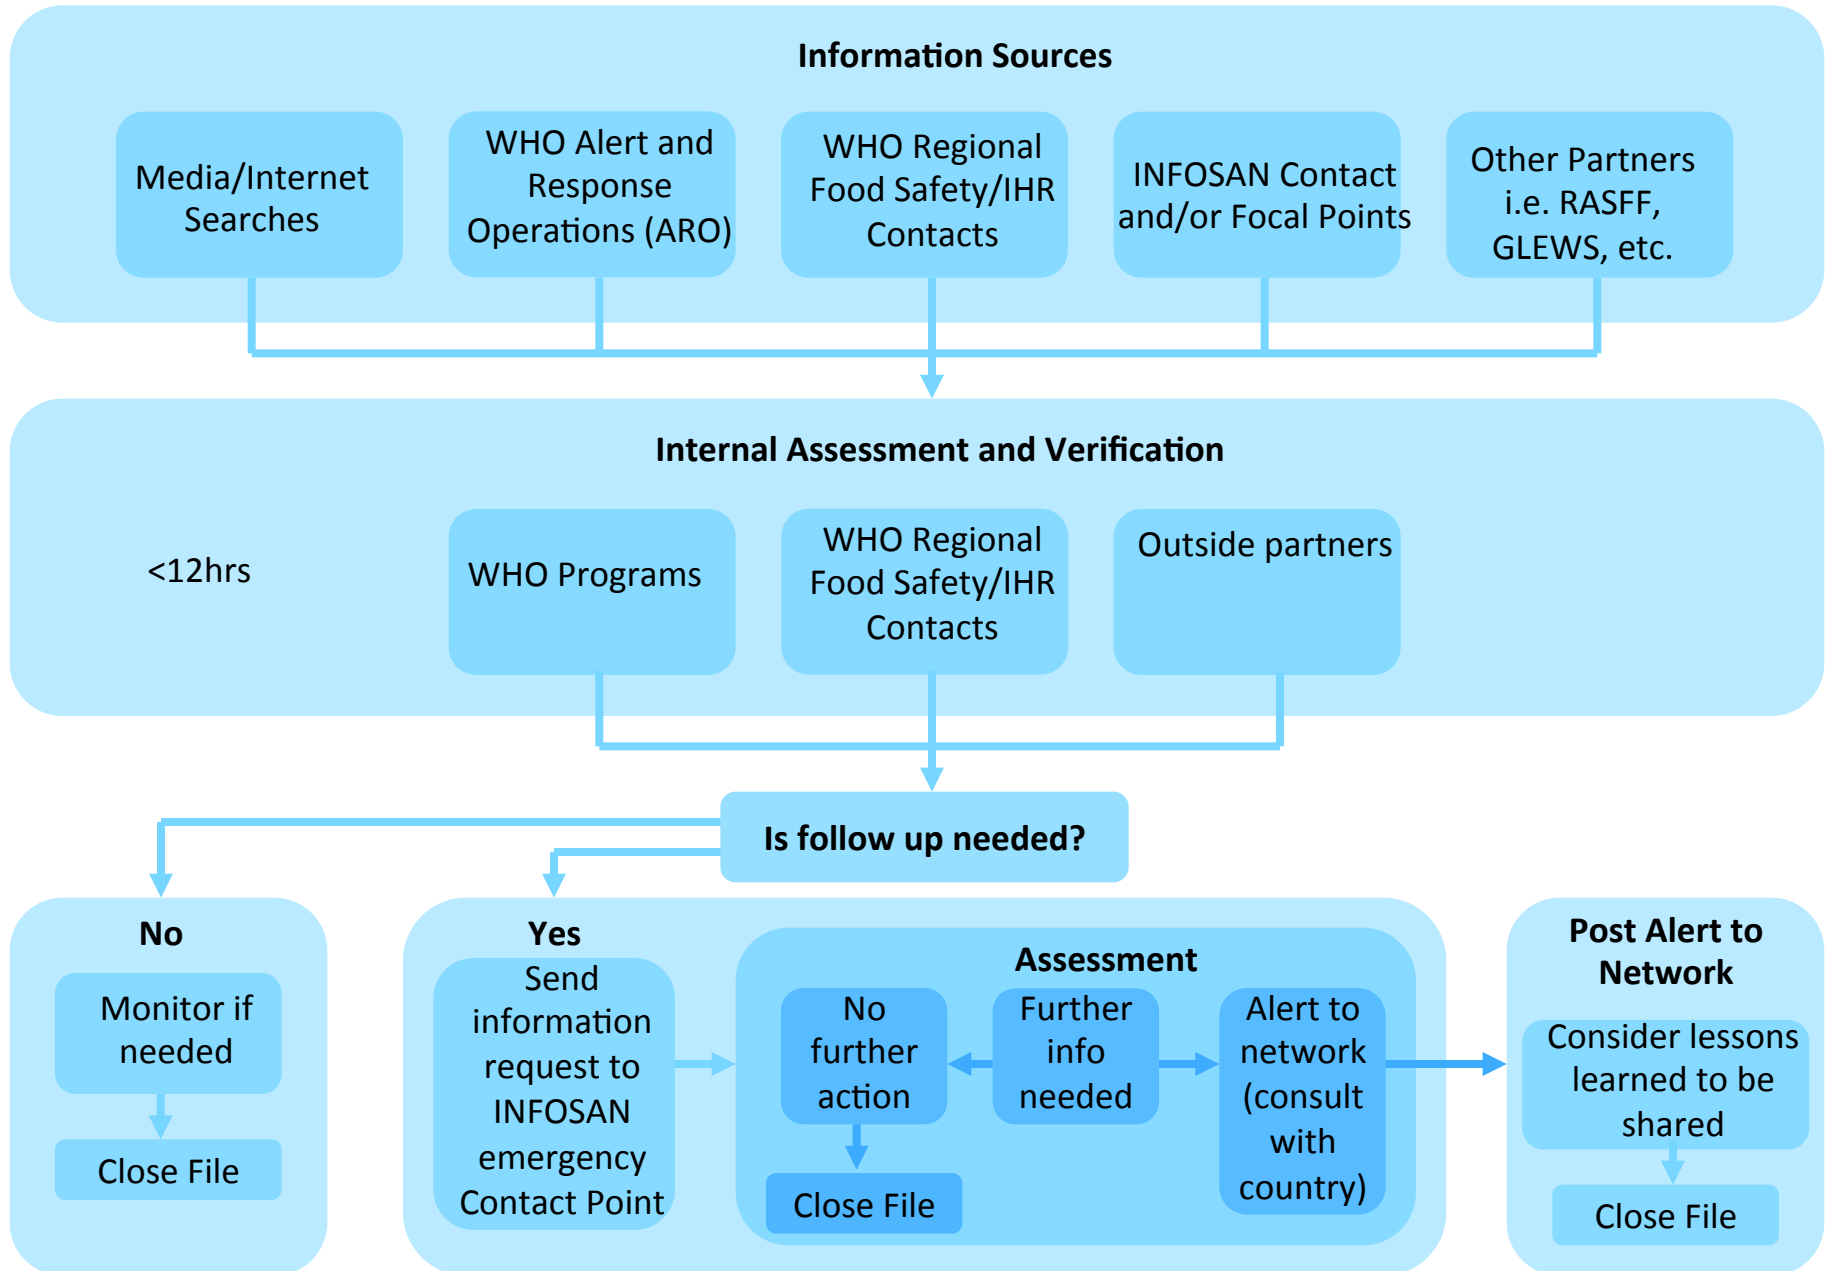 Information Sources
Media/Internet
Searches
WHO Alert and
Response
Operations (ARO)
WHO Regional
Food Safety/IHR
Contacts
INFOSAN Contact
and/or Focal Points
Other Partners
i.e. RASFF,
GLEWS, etc.
Internal Assessment and Verification
<12hrs
WHO Programs
WHO Regional
Food Safety/IHR
Contacts
Outside partners
Is follow up needed?
No
Monitor if
needed
Close File
Yes
Send
information
request to
INFOSAN
emergency
Contact Point
Assessment
No
further
action
Close File
Further
info
needed
Alert to
network
(consult
with
country)
Post Alert to
Network
Consider lessons
learned to be
shared
Close File